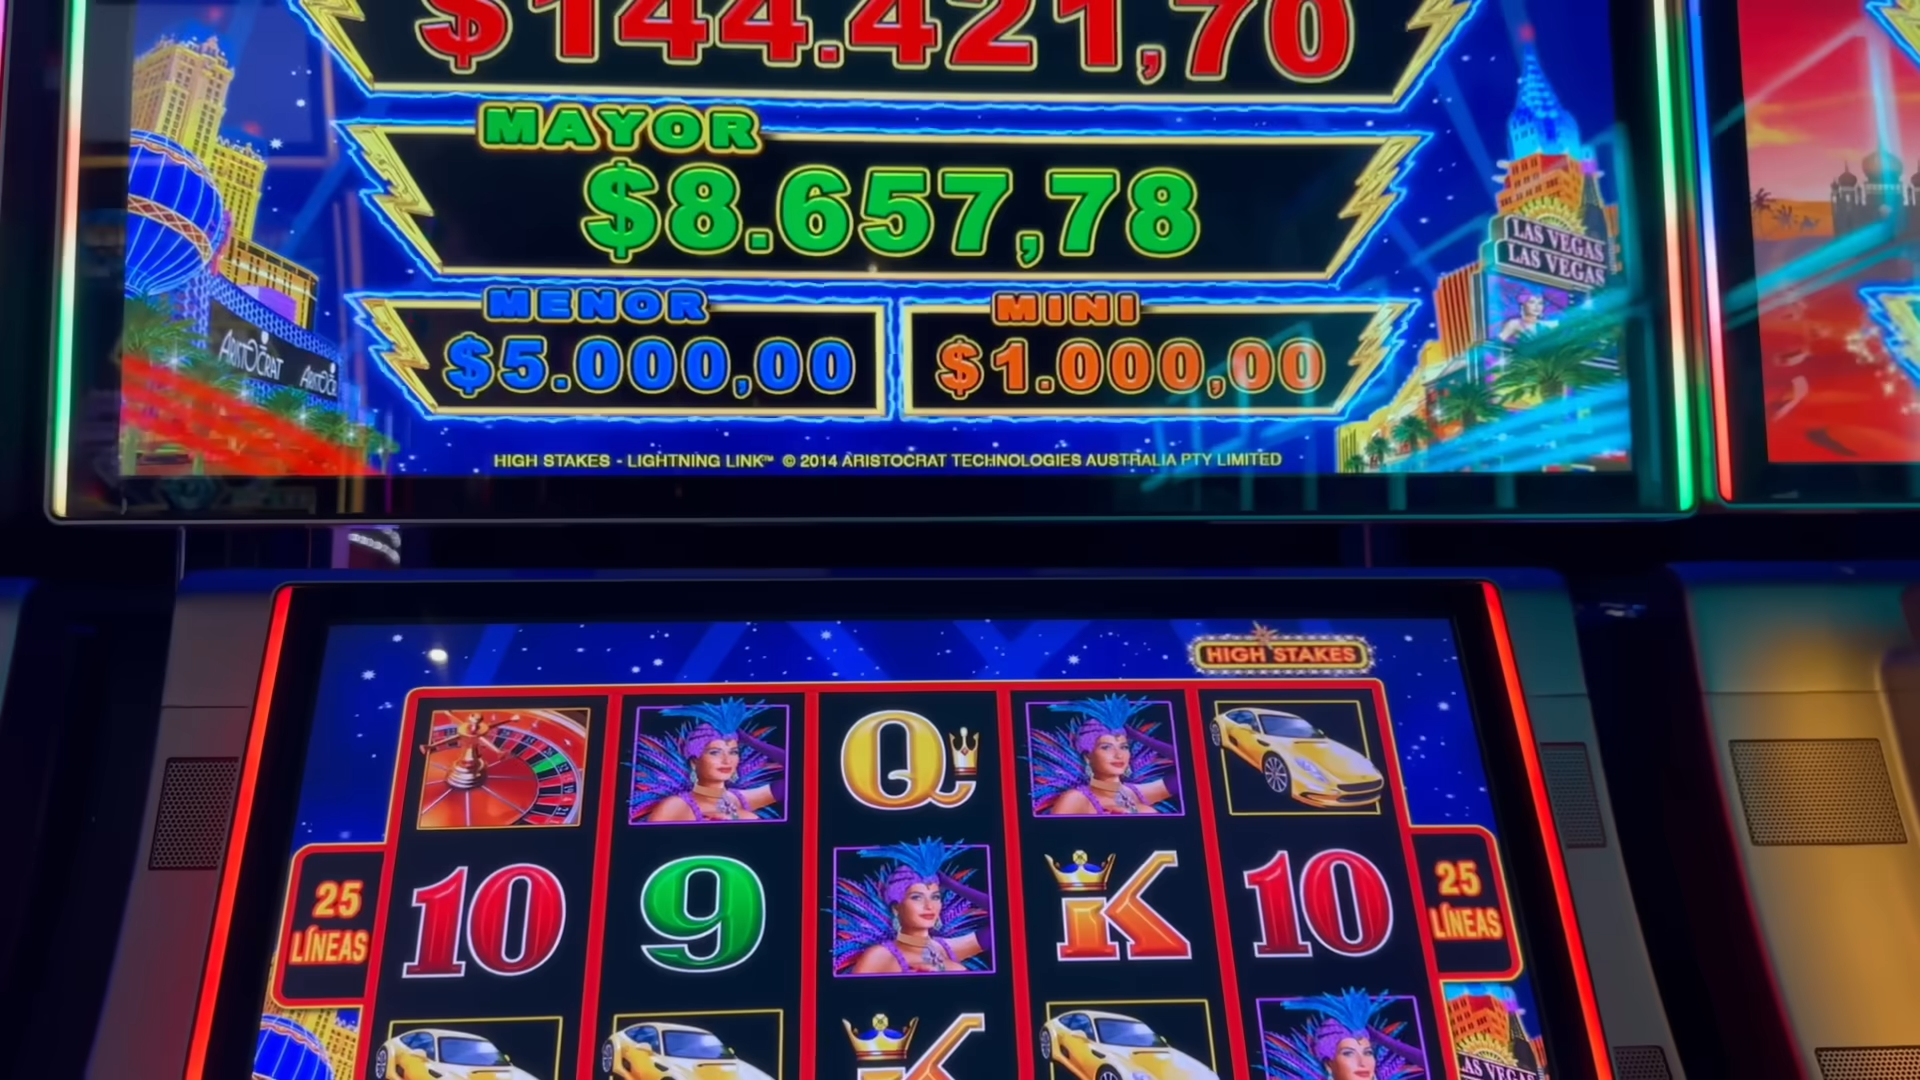 $144.421,70
MAYOR
$8.657,78
MENOR
$5.000,00
MINI
$1.000,00
LAS VEGAS
LAS VEGAS
ARISTOCRAT
HIGH STAKES - LIGHTNING LINK™ © 2014 ARISTOCRAT TECHNOLOGIES AUSTRALIA PTY LIMITED
HIGH STAKES
Q
25
LÍNEAS
10
9
K
10
25
LÍNEAS
K
LAS VEGAS